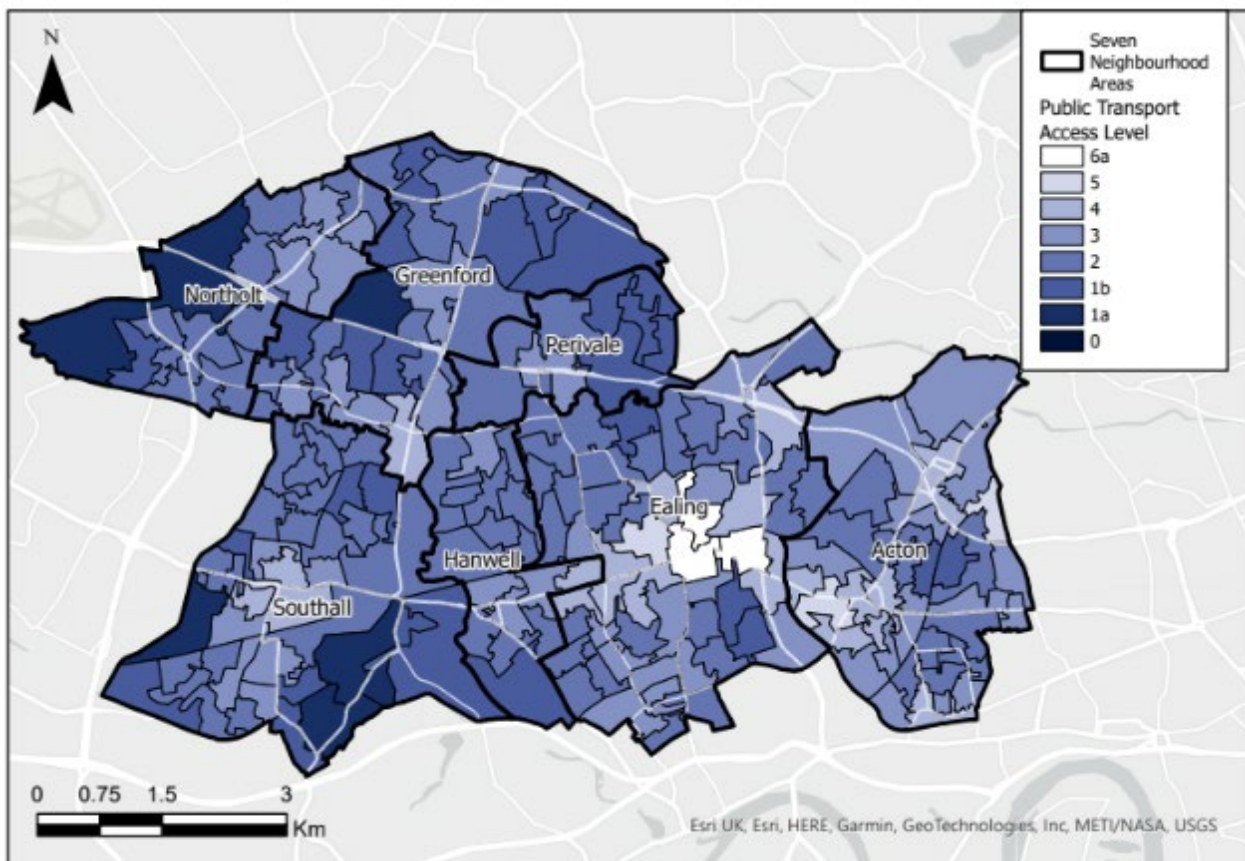 N
Seven
Neighbourhood
Areas
Public Transport
Access Level
6a
5
4
3
2
1b
1a
0
Greenford
Northolt
Perivale
Ealing
Acton
Hanwell
Southall
0 0.75 1.5 3
Km
Esri UK, Esri, HERE, Garmin, GeoTechnologies, Inc, METI/NASA, USGS